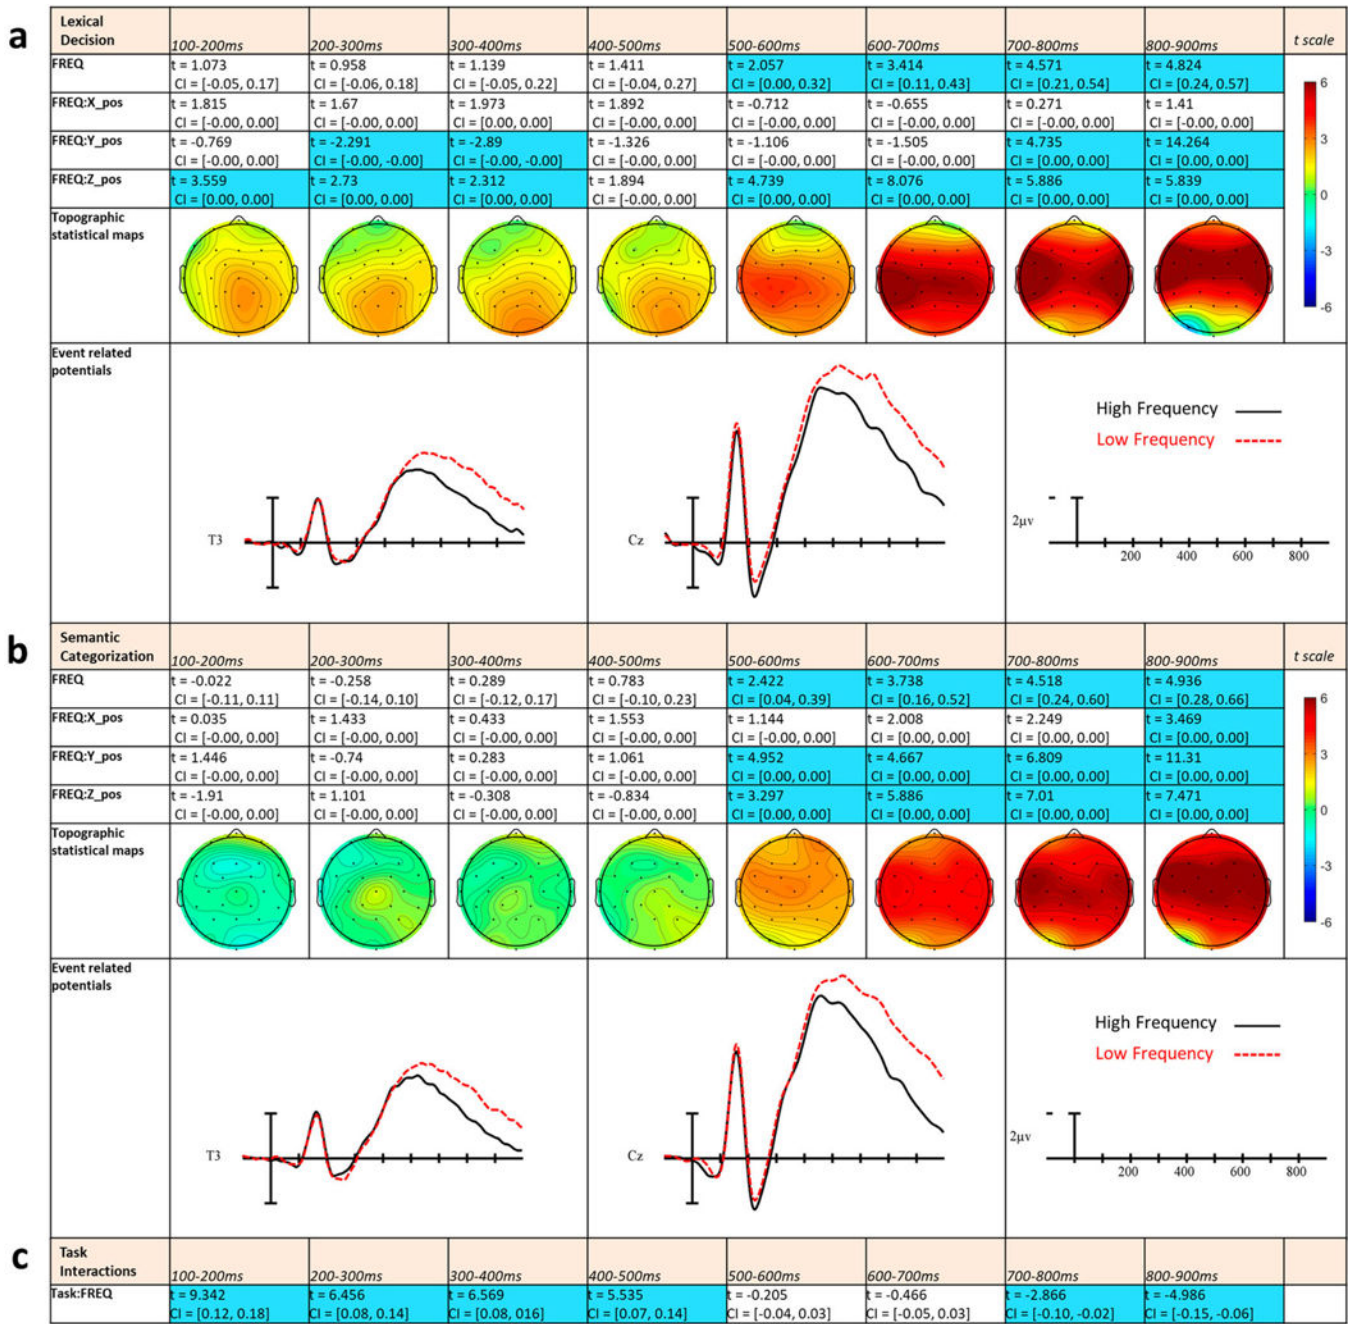 a
Lexical
Decision
100-200ms 200-300ms 300-400ms 400-500ms 500-600ms 600-700ms 700-800ms 800-900ms t scale
FREQ t = 1.073 t = 0.958 t = 1.139 t = 1.411 t = 2.057 t = 3.414 t = 4.571 t = 4.824
CI = [-0.05, 0.17] CI = [-0.06, 0.18] CI = [-0.05, 0.22] CI = [-0.04, 0.27] CI = [0.00, 0.32] CI = [0.11, 0.43] CI = [0.21, 0.54] CI = [0.24, 0.57]
FREQ:X_pos t = 1.815 t = 1.67 t = 1.973 t = 1.892 t = -0.712 t = -0.655 t = 0.271 t = 1.41
CI = [-0.00, 0.00] CI = [-0.00, 0.00] CI = [0.00, 0.00] CI = [-0.00, 0.00] CI = [-0.00, 0.00] CI = [-0.00, 0.00] CI = [-0.00, 0.00] CI = [-0.00, 0.00]
FREQ:Y_pos t = -0.769 t = -2.291 t = -2.89 t = -1.326 t = -1.106 t = -1.505 t = 4.735 t = 14.264
CI = [-0.00, 0.00] CI = [-0.00, -0.00] CI = [-0.00, -0.00] CI = [-0.00, 0.00] CI = [-0.00, 0.00] CI = [-0.00, 0.00] CI = [0.00, 0.00] CI = [0.00, 0.00]
FREQ:Z_pos t = 3.559 t = 2.73 t = 2.312 t = 1.894 t = 4.739 t = 8.076 t = 5.886 t = 5.839
CI = [0.00, 0.00] CI = [0.00, 0.00] CI = [0.00, 0.00] CI = [-0.00, 0.00] CI = [0.00, 0.00] CI = [0.00, 0.00] CI = [0.00, 0.00] CI = [0.00, 0.00]
Topographic
statistical maps
6
3
0
-3
-6
Event related
potentials
T3
Cz
High Frequency
Low Frequency
2μv
200 400 600 800
b
Semantic
Categorization
100-200ms 200-300ms 300-400ms 400-500ms 500-600ms 600-700ms 700-800ms 800-900ms t scale
FREQ t = -0.022 t = -0.258 t = 0.289 t = 0.783 t = 2.422 t = 3.738 t = 4.518 t = 4.936
CI = [-0.11, 0.11] CI = [-0.14, 0.10] CI = [-0.12, 0.17] CI = [-0.10, 0.23] CI = [0.04, 0.39] CI = [0.16, 0.52] CI = [0.24, 0.60] CI = [0.28, 0.66]
FREQ:X_pos t = 0.035 t = 1.433 t = 0.433 t = 1.553 t = 1.144 t = 2.008 t = 2.249 t = 3.469
CI = [-0.00, 0.00] CI = [-0.00, 0.00] CI = [-0.00, 0.00] CI = [-0.00, 0.00] CI = [-0.00, 0.00] CI = [0.00, 0.00] CI = [0.00, 0.00] CI = [0.00, 0.00]
FREQ:Y_pos t = 1.446 t = -0.74 t = 0.283 t = 1.061 t = 4.952 t = 4.667 t = 6.809 t = 11.31
CI = [-0.00, 0.00] CI = [-0.00, 0.00] CI = [-0.00, 0.00] CI = [-0.00, 0.00] CI = [0.00, 0.00] CI = [0.00, 0.00] CI = [0.00, 0.00] CI = [0.00, 0.00]
FREQ:Z_pos t = -1.91 t = 1.101 t = -0.308 t = -0.834 t = 3.297 t = 5.886 t = 7.01 t = 7.471
CI = [-0.00, 0.00] CI = [-0.00, 0.00] CI = [-0.00, 0.00] CI = [-0.00, 0.00] CI = [0.00, 0.00] CI = [0.00, 0.00] CI = [0.00, 0.00] CI = [0.00, 0.00]
Topographic
statistical maps
6
3
0
-3
-6
Event related
potentials
T3
Cz
High Frequency
Low Frequency
2μv
200 400 600 800
c
Task
Interactions
100-200ms 200-300ms 300-400ms 400-500ms 500-600ms 600-700ms 700-800ms 800-900ms
Task:FREQ t = 9.342 t = 6.456 t = 6.569 t = 5.535 t = -0.205 t = -0.466 t = -2.866 t = -4.986
CI = [0.12, 0.18] CI = [0.08, 0.14] CI = [0.08, 016] CI = [0.07, 0.14] CI = [-0.04, 0.03] CI = [-0.05, 0.03] CI = [-0.10, -0.02] CI = [-0.15, -0.06]